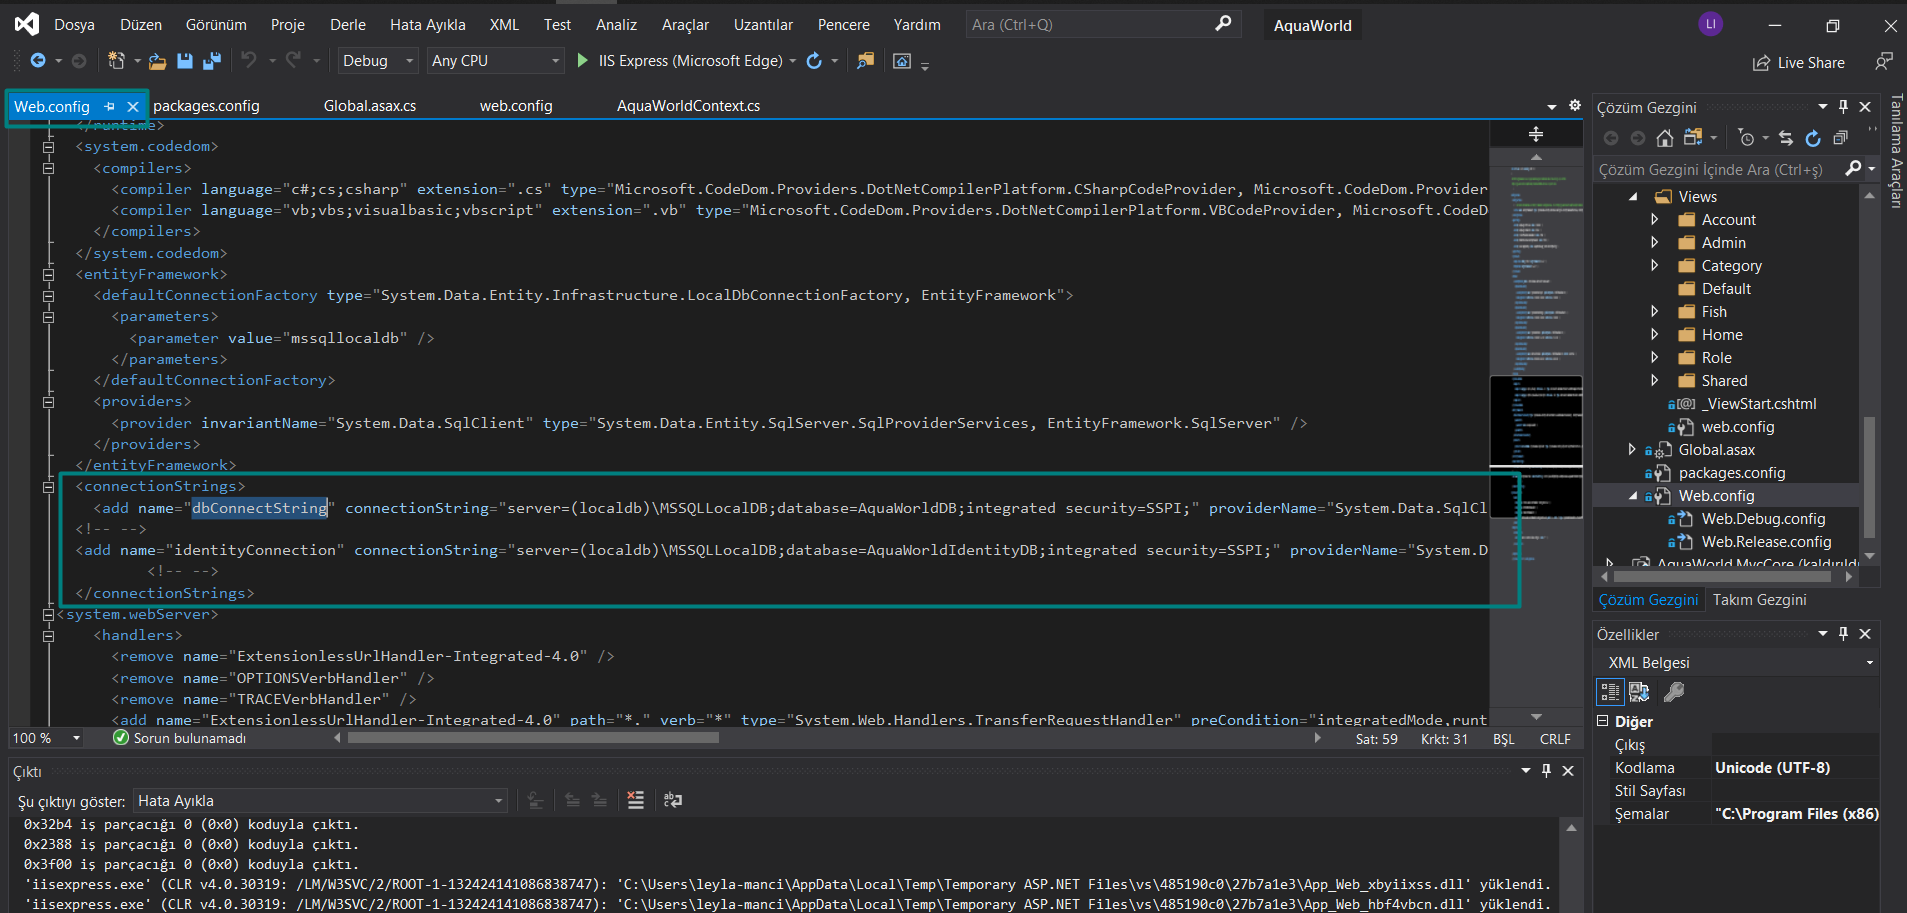 Dosya Düzen Görünüm Proje Derle Hata Ayıkla XML Test Analiz Araçlar Uzantılar Pencere Yardım Ara (Ctrl+Q) AquaWorld LI
Debug Any CPU IIS Express (Microsoft Edge) Live Share
Web.config packages.config Global.asax.cs web.config AquaWorldContext.cs
</runtime>
<system.codedom>
<compilers>
<compiler language="c#;cs;csharp" extension=".cs" type="Microsoft.CodeDom.Providers.DotNetCompilerPlatform.CSharpCodeProvider, Microsoft.CodeDom.Provider
<compiler language="vb;vbs;visualbasic;vbscript" extension=".vb" type="Microsoft.CodeDom.Providers.DotNetCompilerPlatform.VBCodeProvider, Microsoft.CodeD
</compilers>
</system.codedom>
<entityFramework>
<defaultConnectionFactory type="System.Data.Entity.Infrastructure.LocalDbConnectionFactory, EntityFramework">
<parameters>
<parameter value="mssqllocaldb" />
</parameters>
</defaultConnectionFactory>
<providers>
<provider invariantName="System.Data.SqlClient" type="System.Data.Entity.SqlServer.SqlProviderServices, EntityFramework.SqlServer" />
</providers>
</entityFramework>
<connectionStrings>
<add name="dbConnectString" connectionString="server=(localdb)\MSSQLLocalDB;database=AquaWorldDB;integrated security=SSPI;" providerName="System.Data.SqlCl
<!-- -->
<add name="identityConnection" connectionString="server=(localdb)\MSSQLLocalDB;database=AquaWorldIdentityDB;integrated security=SSPI;" providerName="System.D
<!-- -->
</connectionStrings>
<system.webServer>
<handlers>
<remove name="ExtensionlessUrlHandler-Integrated-4.0" />
<remove name="OPTIONSVerbHandler" />
<remove name="TRACEVerbHandler" />
<add name="ExtensionlessUrlHandler-Integrated-4.0" path="*." verb="*" type="System.Web.Handlers.TransferRequestHandler" preCondition="integratedMode,runt
100 % Sorun bulunamadı Sat: 59 Krkt: 31 BŞL CRLF
Çıktı
Şu çıktıyı göster: Hata Ayıkla
0x32b4 iş parçacığı 0 (0x0) koduyla çıktı.
0x2388 iş parçacığı 0 (0x0) koduyla çıktı.
0x3f00 iş parçacığı 0 (0x0) koduyla çıktı.
'iisexpress.exe' (CLR v4.0.30319: /LM/W3SVC/2/ROOT-1-132424141086838747): 'C:\Users\leyla-manci\AppData\Local\Temp\Temporary ASP.NET Files\vs\485190c0\27b7a1e3\App_Web_xbyiixss.dll' yüklendi.
'iisexpress.exe' (CLR v4.0.30319: /LM/W3SVC/2/ROOT-1-132424141086838747): 'C:\Users\leyla-manci\AppData\Local\Temp\Temporary ASP.NET Files\vs\485190c0\27b7a1e3\App_Web_hbf4vbcn.dll' yüklendi.
Çözüm Gezgini
Çözüm Gezgini İçinde Ara (Ctrl+ş)
Views
Account
Admin
Category
Default
Fish
Home
Role
Shared
_ViewStart.cshtml
web.config
Global.asax
packages.config
Web.config
Web.Debug.config
Web.Release.config
AquaWorld.MvcCore (kaldırıld
Çözüm Gezgini Takım Gezgini
Özellikler
XML Belgesi
Diğer
Çıkış
Kodlama Unicode (UTF-8)
Stil Sayfası
Şemalar "C:\Program Files (x86)
Tanılama Araçları